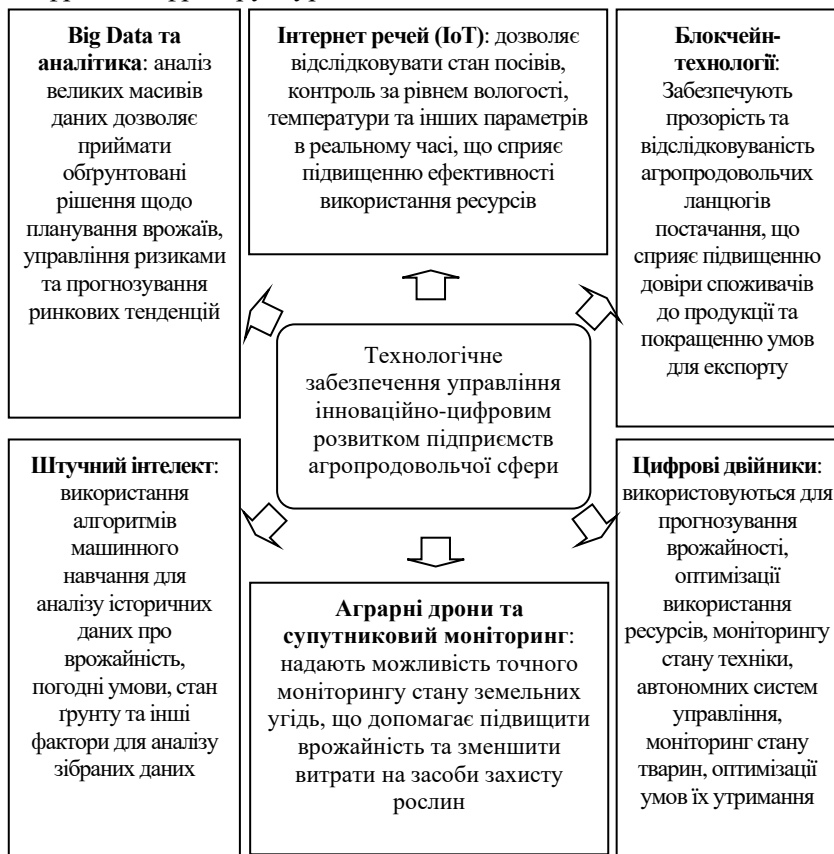 Big Data та
аналітика: аналіз
великих масивів
даних дозволяє
приймати
обґрунтовані
рішення щодо
планування врожаїв,
управління ризиками
та прогнозування
ринкових тенденцій
Інтернет речей (IoT): дозволяє
відслідковувати стан посівів,
контроль за рівнем вологості,
температури та інших параметрів
в реальному часі, що сприяє
підвищенню ефективності
використання ресурсів
Блокчейн-
технології:
Забезпечують
прозорість та
відслідковуваність
агропродовольчих
ланцюгів
постачання, що
сприяє підвищенню
довіри споживачів
до продукції та
покращенню умов
для експорту
Технологічне
забезпечення управління
інноваційно-цифровим
розвитком підприємств
агропродовольчої сфери
Штучний інтелект:
використання
алгоритмів
машинного
навчання для
аналізу історичних
даних про
врожайність,
погодні умови, стан
ґрунту та інші
фактори для аналізу
зібраних даних
Аграрні дрони та
супутниковий моніторинг:
надають можливість точного
моніторингу стану земельних
угідь, що допомагає підвищити
врожайність та зменшити
витрати на засоби захисту
рослин
Цифрові двійники:
використовуються для
прогнозування
врожайності,
оптимізації
використання
ресурсів, моніторингу
стану техніки,
автономних систем
управління,
моніторинг стану
тварин, оптимізації
умов їх утримання